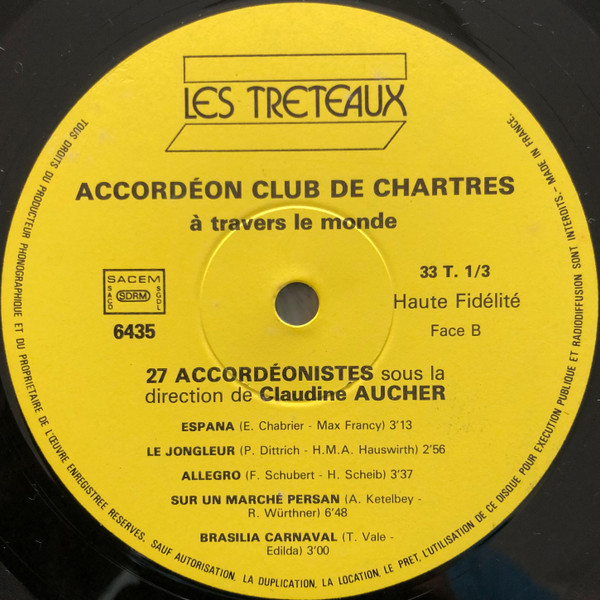 LES TRETEAUX
ACCORDÉON CLUB DE CHARTRES
à travers le monde
SACEM
SACD
SDRM
SGDL
6435
33 T. 1/3
Haute Fidélité
Face B
27 ACCORDÉONISTES sous la
direction de Claudine AUCHER
ESPANA (E. Chabrier - Max Francy) 3'13
LE JONGLEUR (P. Dittrich - H.M.A. Hauswirth) 2'56
ALLEGRO (F. Schubert - H. Scheib) 3'37
SUR UN MARCHÉ PERSAN (A. Ketelbey -
R. Würthner) 6'48
BRASILIA CARNAVAL (T. Vale -
Edilda) 3'00
TOUS DROITS DU PRODUCTEUR PHONOGRAPHIQUE ET DU PROPRIETAIRE DE L'ŒUVRE ENREGISTREE RESERVES. SAUF AUTORISATION, LA DUPLICATION, LA LOCATION, LE PRET, L'UTILISATION DE CE DISQUE POUR EXECUTION PUBLIQUE ET RADIODIFFUSION SONT INTERDITS. - MADE IN FRANCE.